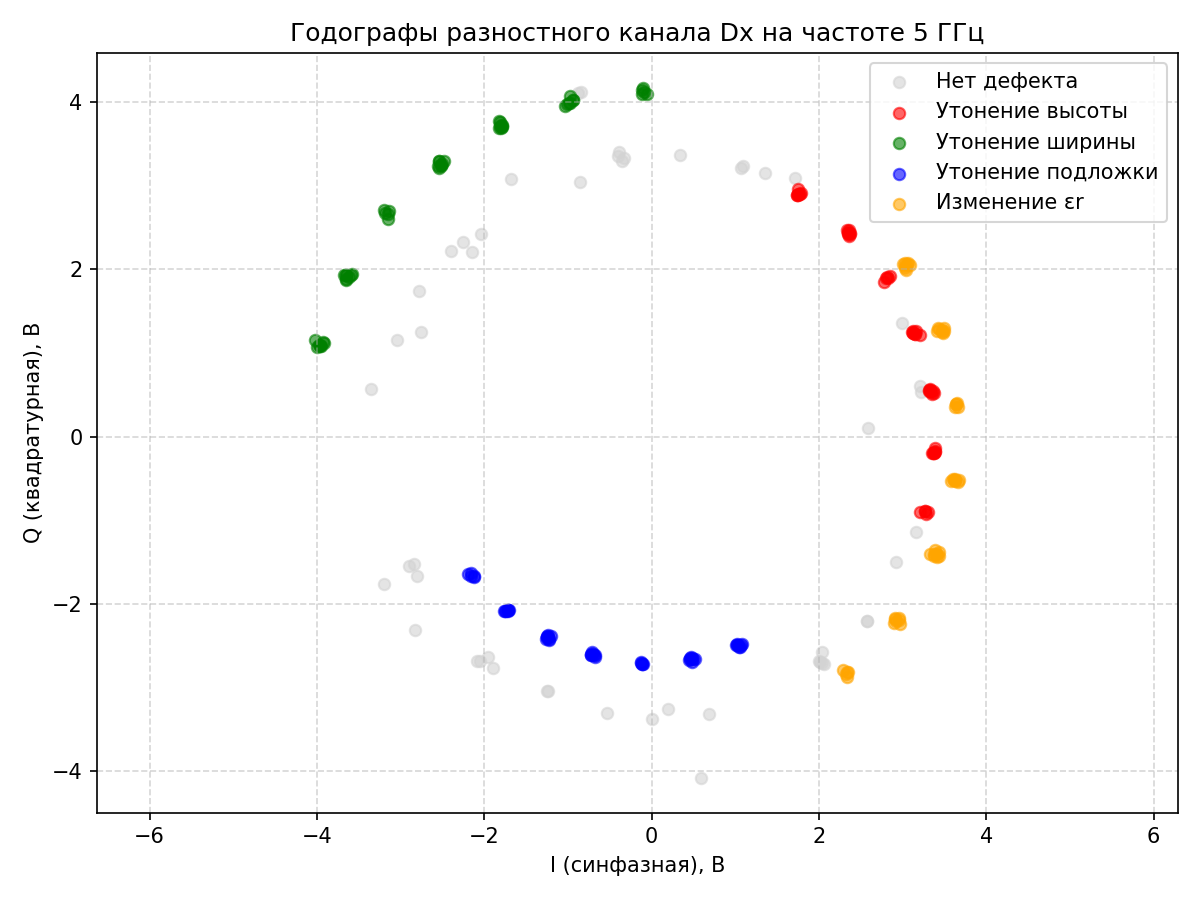 Годографы разностного канала Dx на частоте 5 ГГц
Нет дефекта
Утонение высоты
Утонение ширины
Утонение подложки
Изменение εr
Q (квадратурная), В
4
2
0
−2
−4
−6
−4
−2
0
2
4
6
I (синфазная), В